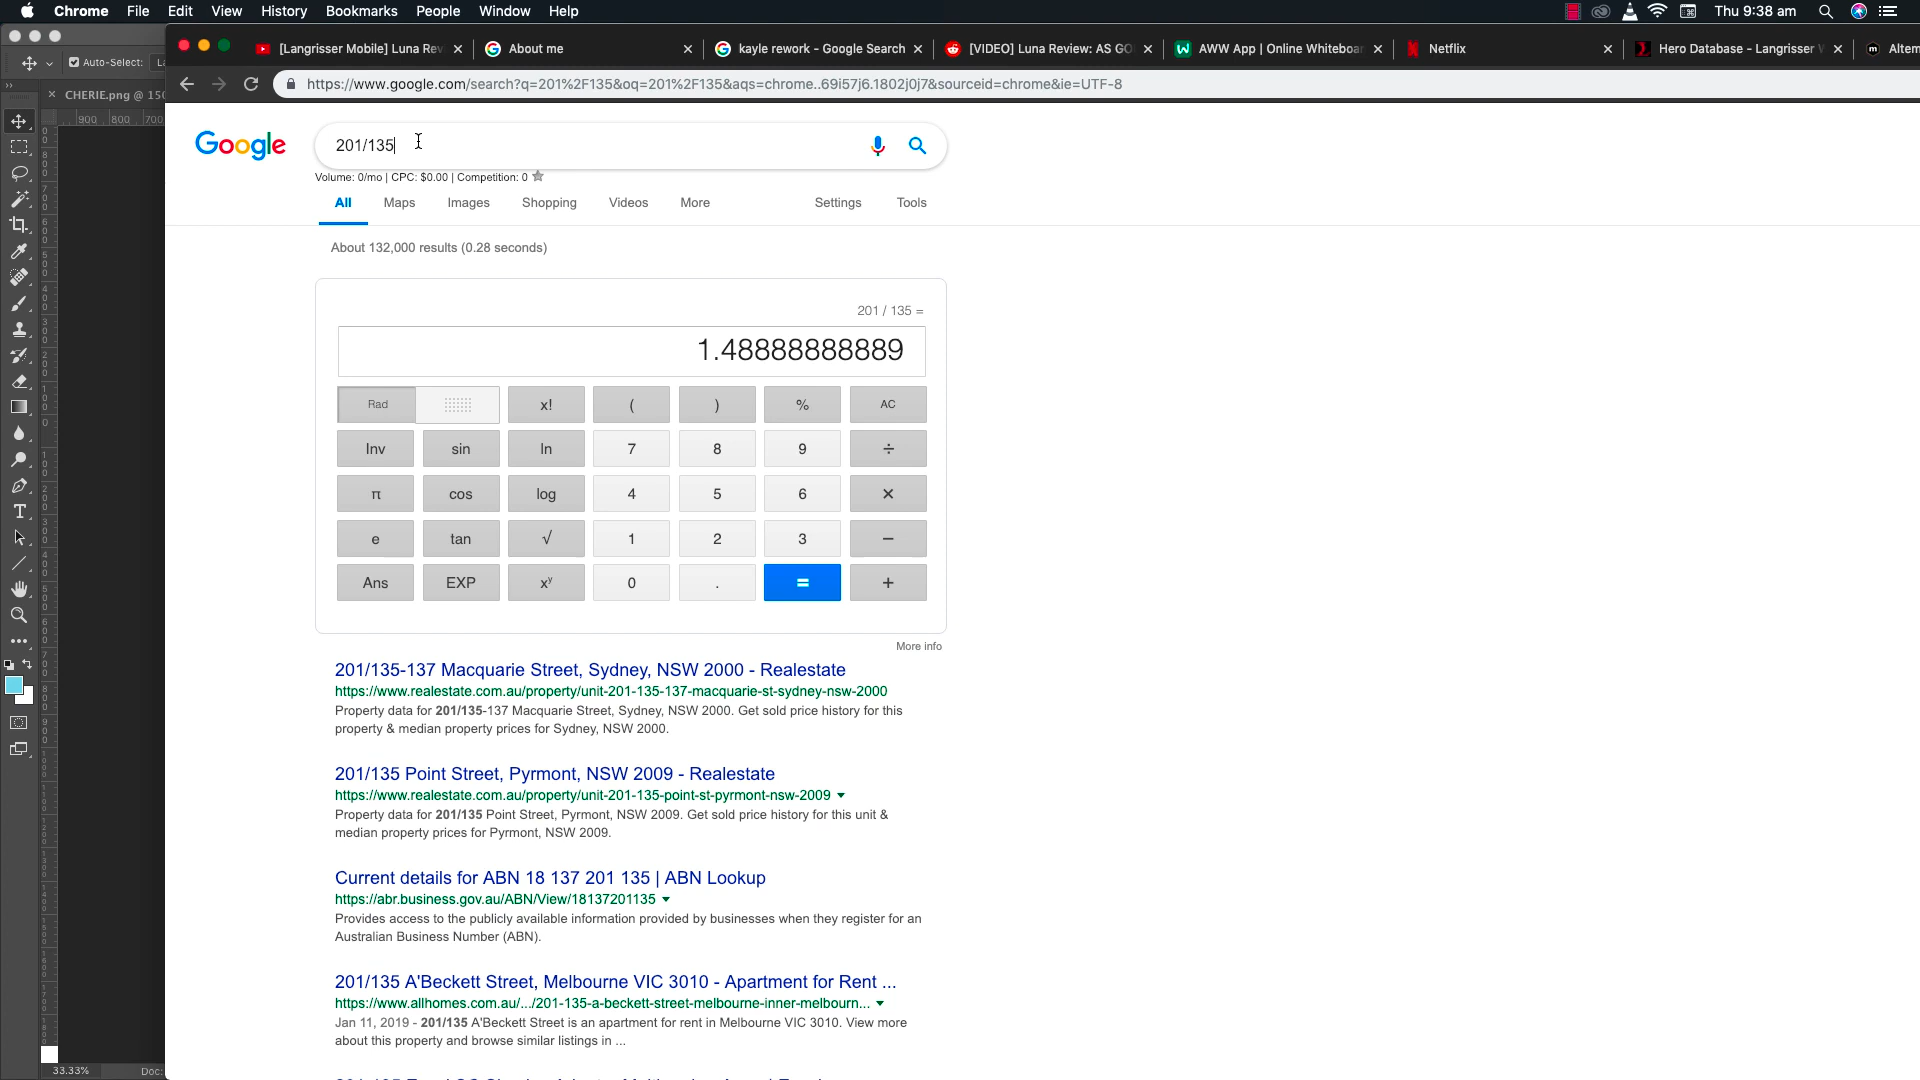 Chrome File Edit View History Bookmarks People Window Help Thu 9:38 am
[Langrisser Mobile] Luna Rev About me kayle rework - Google Search [VIDEO] Luna Review: AS GO AWW App | Online Whiteboar Netflix Hero Database - Langrisser Altem
Auto-Select:
https://www.google.com/search?q=201%2F135&oq=201%2F135&aqs=chrome..69i57j6.1802j0j7&sourceid=chrome&ie=UTF-8
CHERIE.png @ 150
900 800 700
Google 201/135
Volume: 0/mo | CPC: $0.00 | Competition: 0
All Maps Images Shopping Videos More Settings Tools
About 132,000 results (0.28 seconds)
201 / 135 =
1.48888888889
Rad x! ( ) % AC
Inv sin ln 7 8 9 ÷
π cos log 4 5 6 ×
e tan √ 1 2 3 −
Ans EXP xʸ 0 . = +
More info
201/135-137 Macquarie Street, Sydney, NSW 2000 - Realestate
https://www.realestate.com.au/property/unit-201-135-137-macquarie-st-sydney-nsw-2000
Property data for 201/135-137 Macquarie Street, Sydney, NSW 2000. Get sold price history for this
property & median property prices for Sydney, NSW 2000.
201/135 Point Street, Pyrmont, NSW 2009 - Realestate
https://www.realestate.com.au/property/unit-201-135-point-st-pyrmont-nsw-2009
Property data for 201/135 Point Street, Pyrmont, NSW 2009. Get sold price history for this unit &
median property prices for Pyrmont, NSW 2009.
Current details for ABN 18 137 201 135 | ABN Lookup
https://abr.business.gov.au/ABN/View/18137201135
Provides access to the publicly available information provided by businesses when they register for an
Australian Business Number (ABN).
201/135 A'Beckett Street, Melbourne VIC 3010 - Apartment for Rent ...
https://www.allhomes.com.au/.../201-135-a-beckett-street-melbourne-inner-melbourn...
Jan 11, 2019 - 201/135 A'Beckett Street is an apartment for rent in Melbourne VIC 3010. View more
about this property and browse similar listings in ...
33.33% Doc: